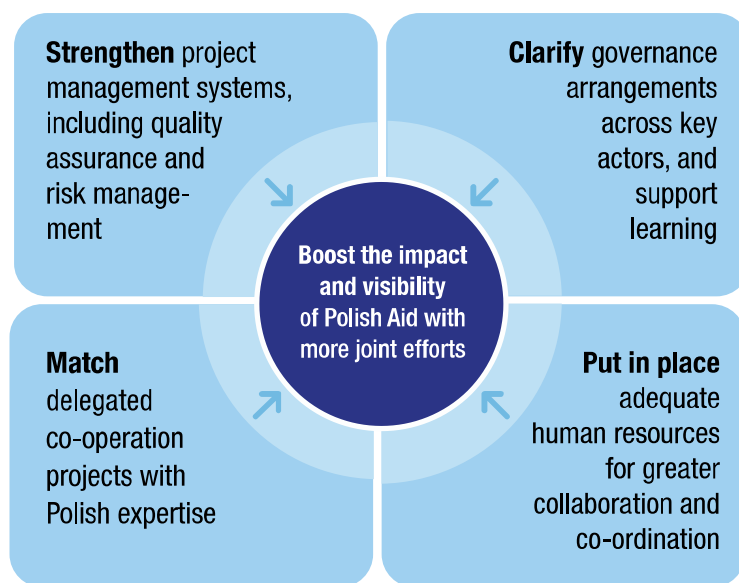 Strengthen project
management systems,
including quality
assurance and
risk manage-
ment
Clarify governance
arrangements
across key
actors, and
support
learning
Boost the impact
and visibility
of Polish Aid with
more joint efforts
Match
delegated
co-operation
projects with
Polish expertise
Put in place
adequate
human resources
for greater
collaboration and
co-ordination